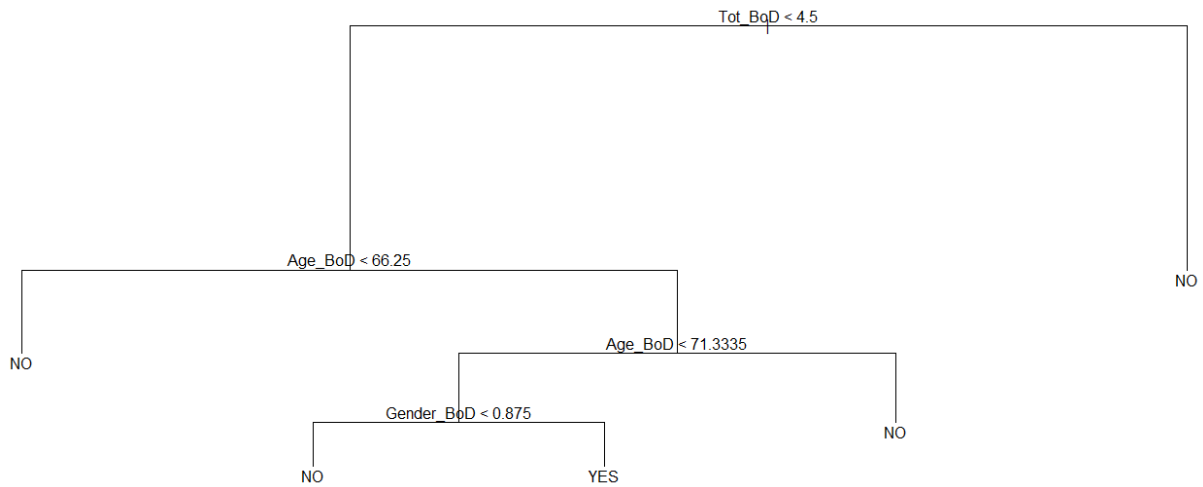 Tot_BoD < 4.5
Age_BoD < 66.25
NO
NO
Age_BoD < 71.3335
Gender_BoD < 0.875
NO
NO
YES